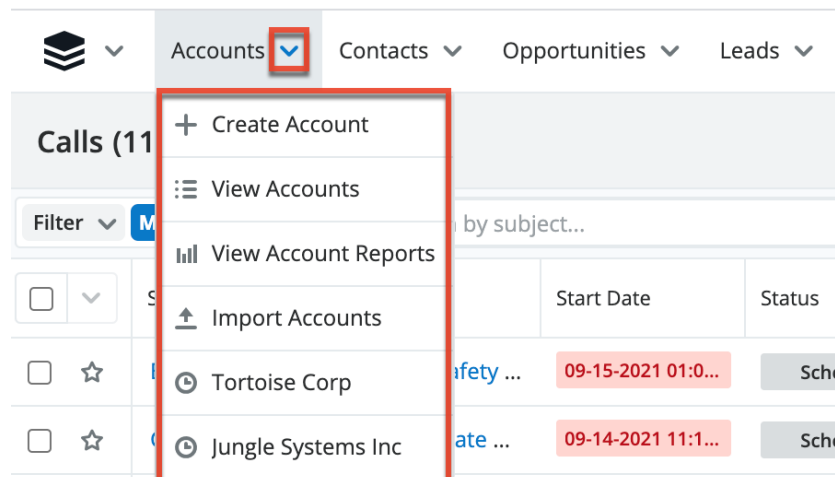 Accounts Contacts Opportunities Leads
Create Account
Calls (11
View Accounts
Filter M by subject...
View Account Reports
Start Date Status
Import Accounts
Tortoise Corp
afety ... 09-15-2021 01:0... Sche
Jungle Systems Inc
ate ... 09-14-2021 11:1... Sche